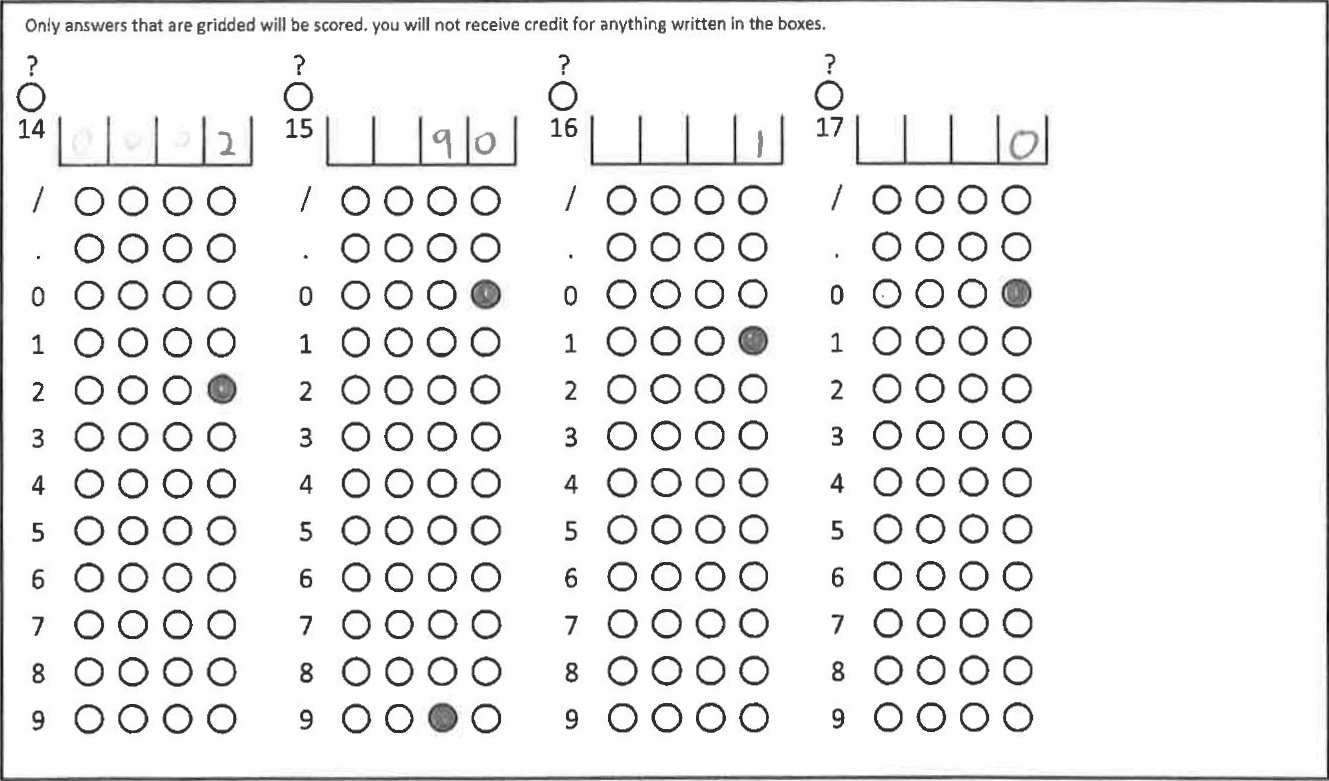 Only answers that are gridded will be scored. you will not receive credit for anything written in the boxes.
? ? ? ?
14 2 15 9 0 16 1 17 0
/ / / /
. . . .
0 0 0 0
1 1 1 1
2 2 2 2
3 3 3 3
4 4 4 4
5 5 5 5
6 6 6 6
7 7 7 7
8 8 8 8
9 9 9 9